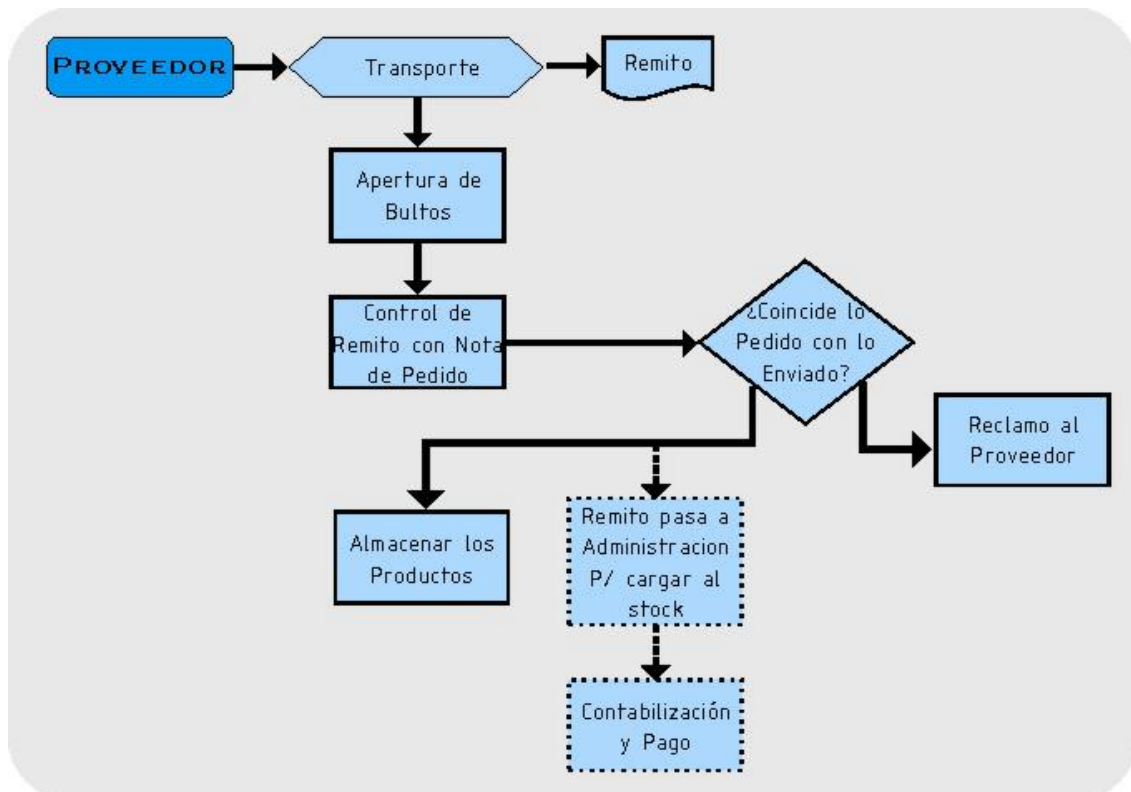 PROVEEDOR
Transporte
Remito
Apertura de
Bultos
Control de
Remito con Nota
de Pedido
¿Coincide lo
Pedido con lo
Enviado?
Reclamo al
Proveedor
Almacenar los
Productos
Remito pasa a
Administracion
P/ cargar al
stock
Contabilización
y Pago